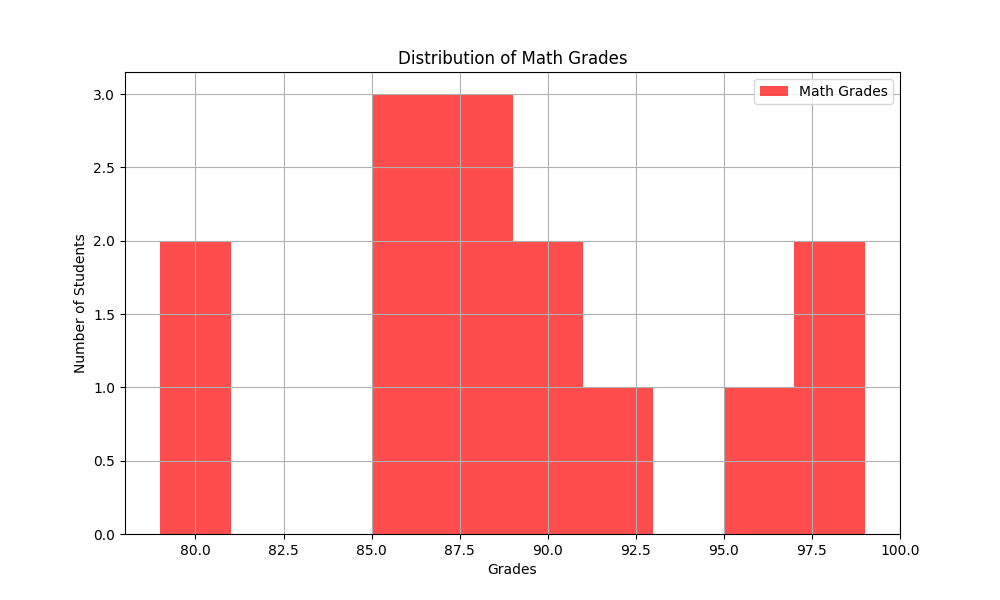 Distribution of Math Grades
Math Grades
Number of Students
3.0
2.5
2.0
1.5
1.0
0.5
0.0
80.0 82.5 85.0 87.5 90.0 92.5 95.0 97.5 100.0
Grades